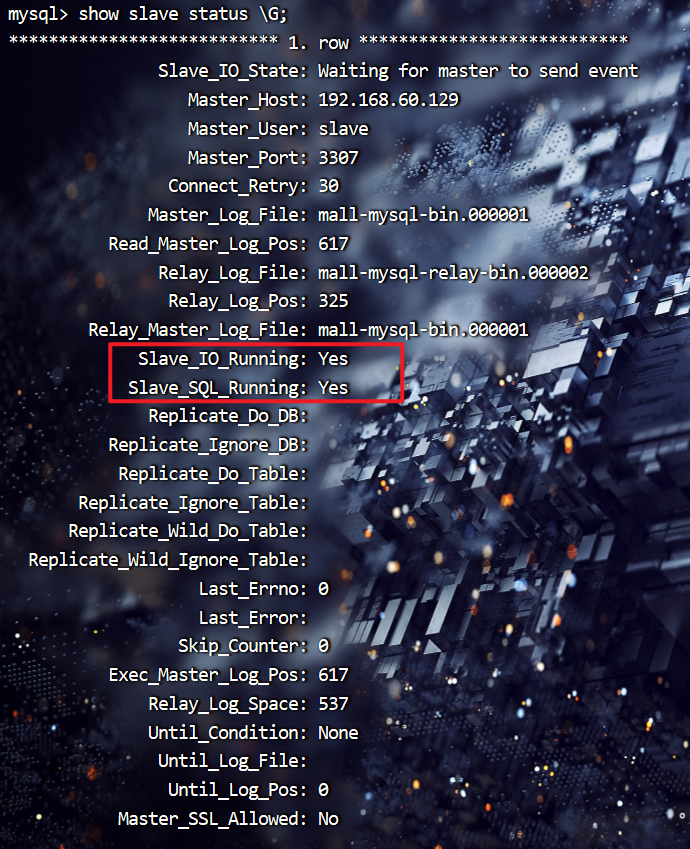 mysql> show slave status \G;
*************************** 1. row ***************************
Slave_IO_State: Waiting for master to send event
Master_Host: 192.168.60.129
Master_User: slave
Master_Port: 3307
Connect_Retry: 30
Master_Log_File: mall-mysql-bin.000001
Read_Master_Log_Pos: 617
Relay_Log_File: mall-mysql-relay-bin.000002
Relay_Log_Pos: 325
Relay_Master_Log_File: mall-mysql-bin.000001
Slave_IO_Running: Yes
Slave_SQL_Running: Yes
Replicate_Do_DB:
Replicate_Ignore_DB:
Replicate_Do_Table:
Replicate_Ignore_Table:
Replicate_Wild_Do_Table:
Replicate_Wild_Ignore_Table:
Last_Errno: 0
Last_Error:
Skip_Counter: 0
Exec_Master_Log_Pos: 617
Relay_Log_Space: 537
Until_Condition: None
Until_Log_File:
Until_Log_Pos: 0
Master_SSL_Allowed: No